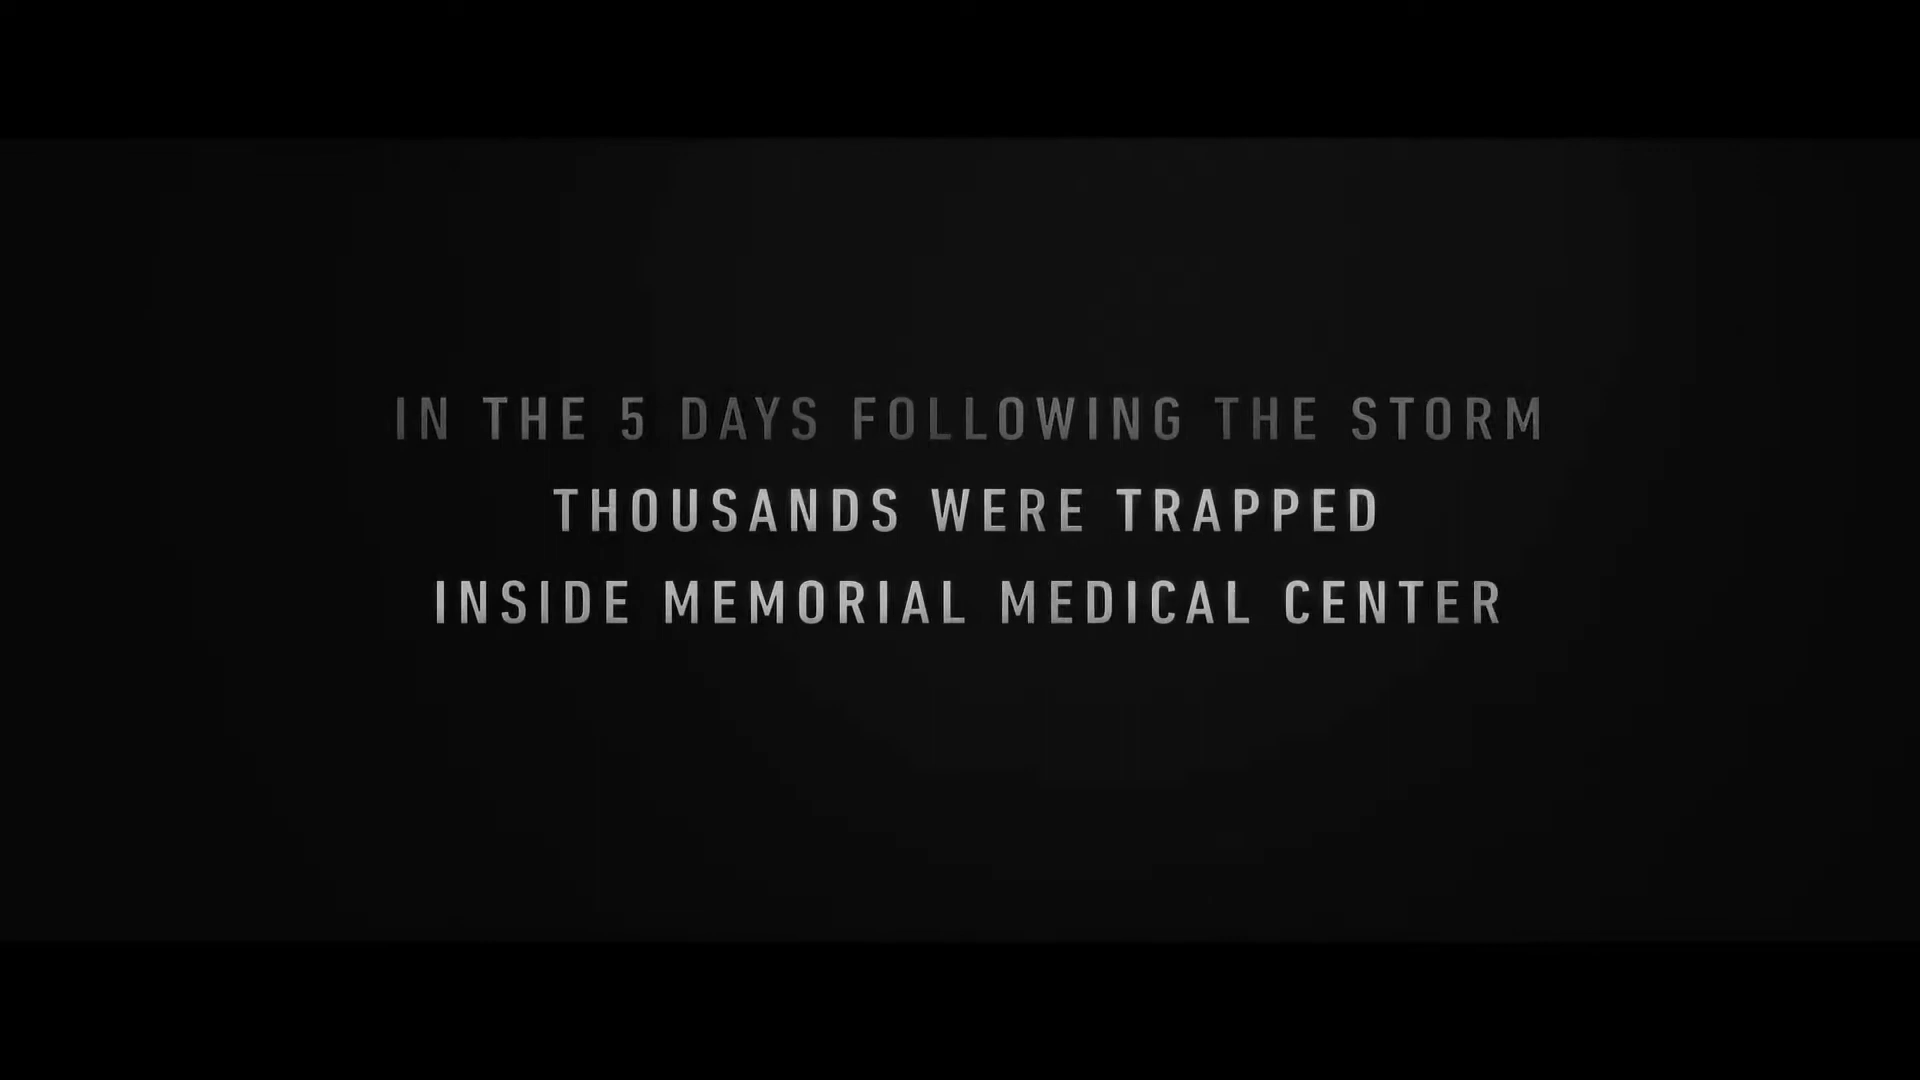 IN THE 5 DAYS FOLLOWING THE STORM
THOUSANDS WERE TRAPPED
INSIDE MEMORIAL MEDICAL CENTER